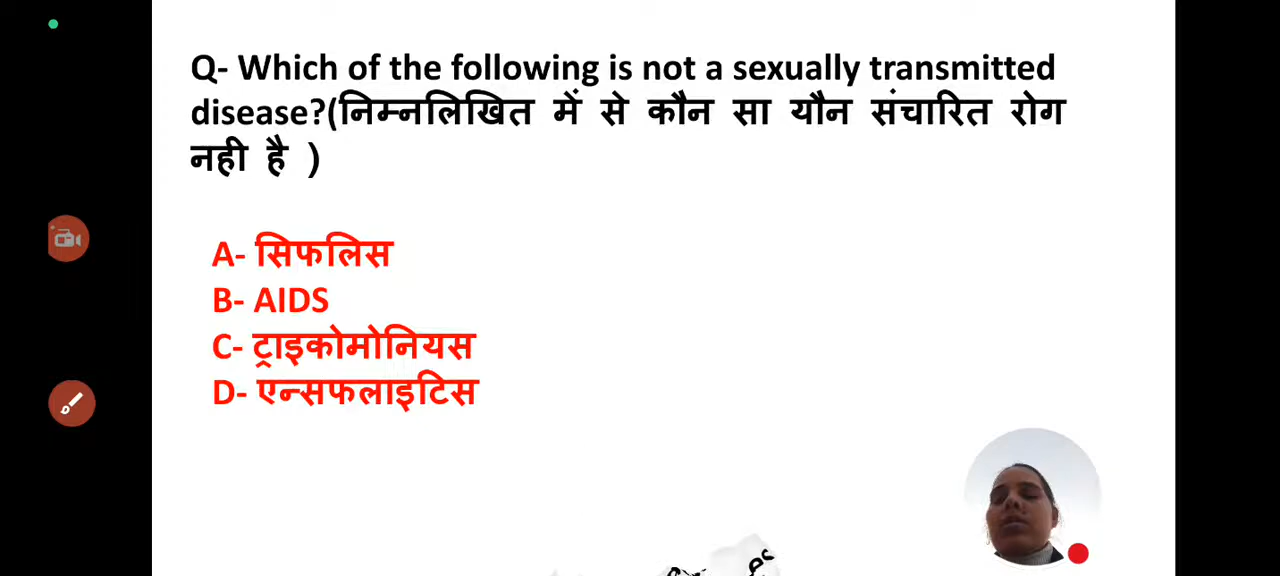 Q- Which of the following is not a sexually transmitted
disease?(निम्नलिखित में से कौन सा यौन संचारित रोग
नही है )
A- सिफलिस
B- AIDS
C- ट्राइकोमोनियस
D- एन्सफलाइटिस